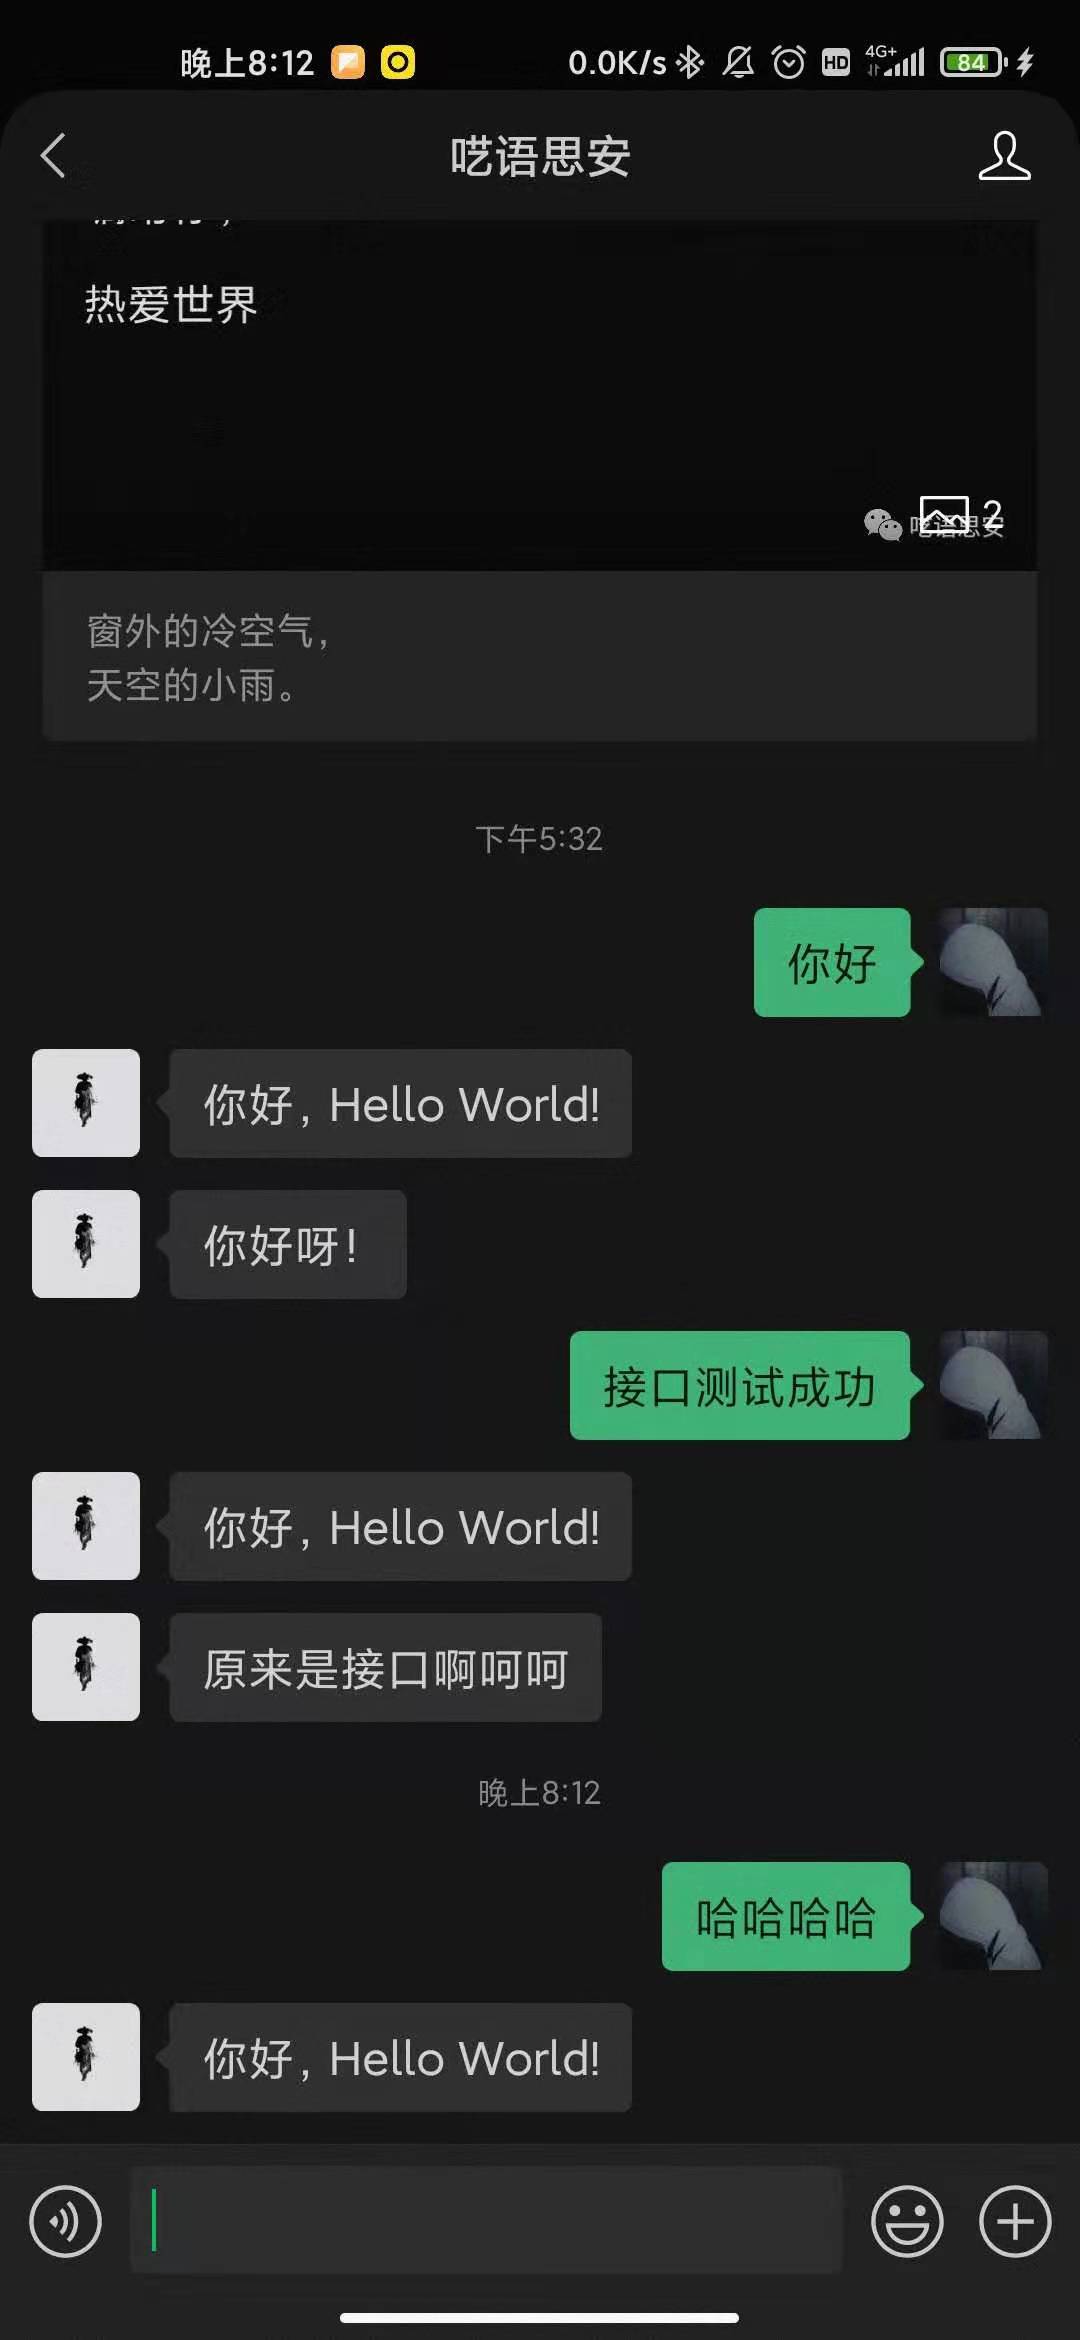 晚上8:12
0.0K/s
HD
4G+
84
呓语思安
热爱世界
2
呓语思安
窗外的冷空气，
天空的小雨。
下午5:32
你好
你好，Hello World!
你好呀！
接口测试成功
你好，Hello World!
原来是接口啊呵呵
晚上8:12
哈哈哈哈
你好，Hello World!